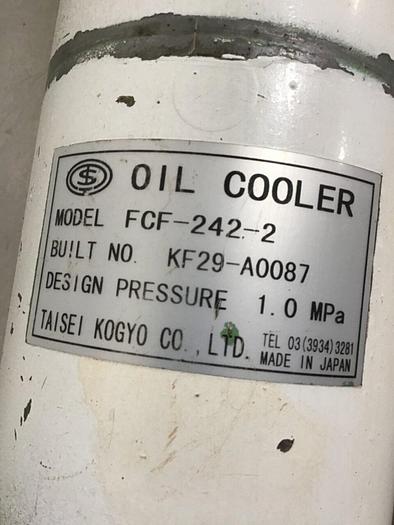 OIL COOLER
MODEL FCF-242-2
BUILT NO. KF29-A0087
DESIGN PRESSURE 1.0 MPa
TAISEI KOGYO CO., LTD. TEL 03(3934)3281
MADE IN JAPAN